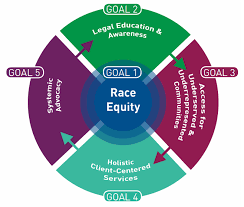 GOAL 2
Legal Education &
Awareness
GOAL 5
Systemic
Advocacy
GOAL 1
Race
Equity
GOAL 3
Access for
Underserved &
Underrepresented
Communities
Holistic
Client-Centered
Services
GOAL 4